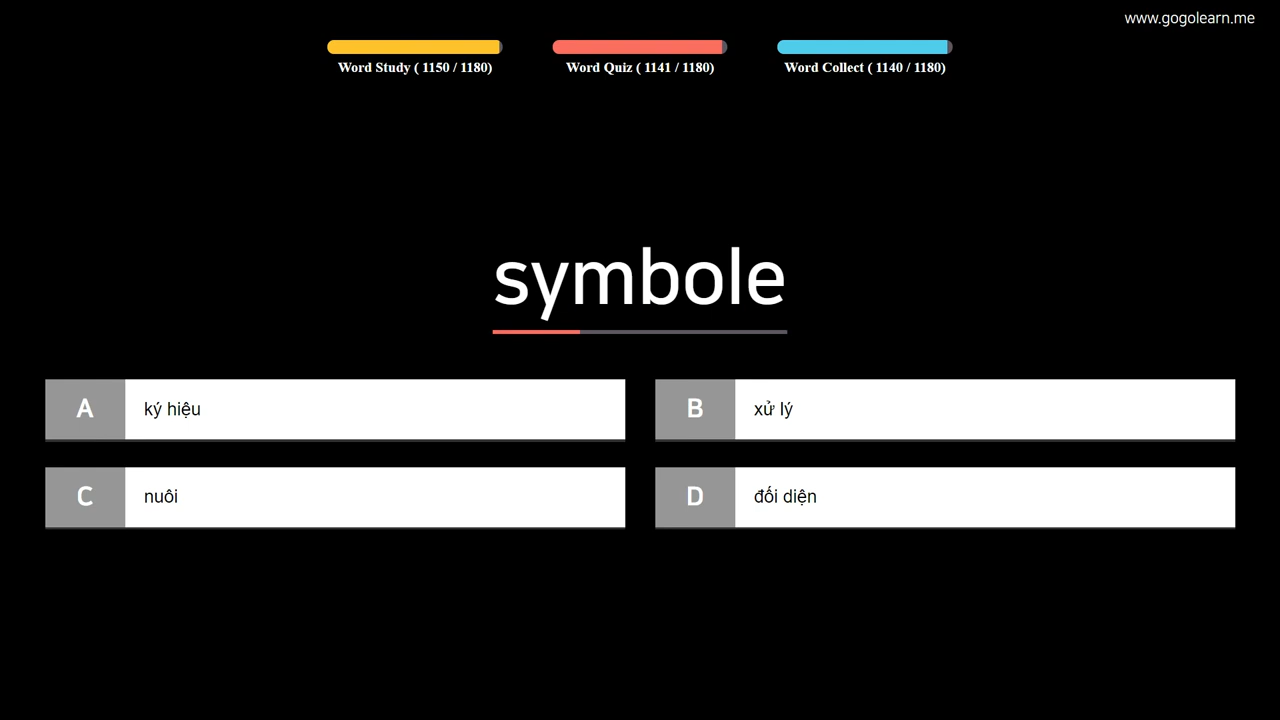 www.gogolearn.me
Word Study ( 1150 / 1180)
Word Quiz ( 1141 / 1180)
Word Collect ( 1140 / 1180)
symbole
A ký hiệu
B xử lý
C nuôi
D đối diện